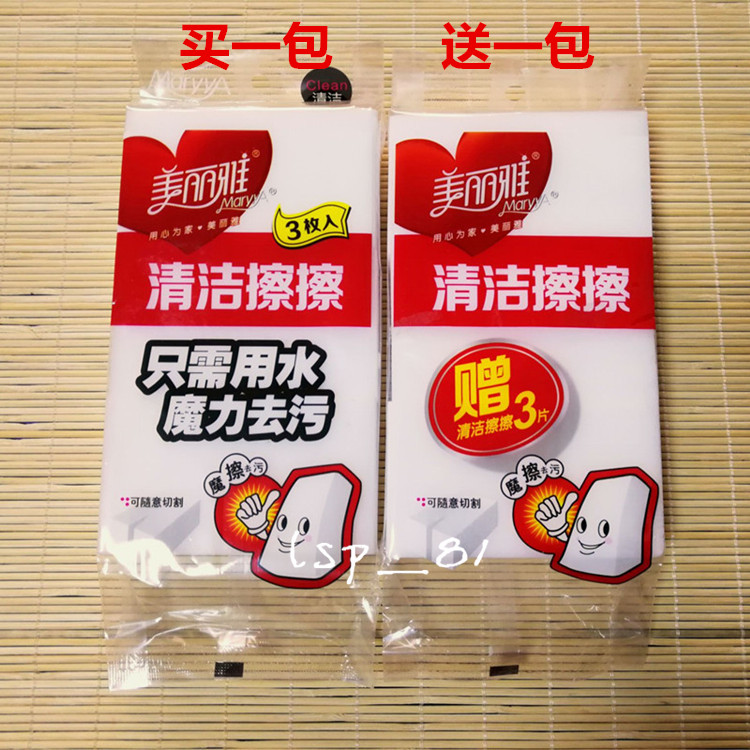 买一包
送一包
MaryyA
Clean
清洁
美丽雅®
MaryyA®
用心为家♥美丽雅
3枚入
清洁擦擦
只需用水
魔力去污
魔擦去污
可随意切割
美丽雅®
MaryyA®
用心为家♥美丽雅
清洁擦擦
赠
清洁擦擦3片
魔擦去污
可随意切割
lsp__81